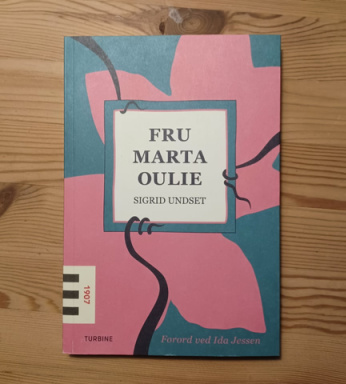 FRU
MARTA
OULIE
SIGRID UNDSET
1907
TURBINE
Forord ved Ida Jessen